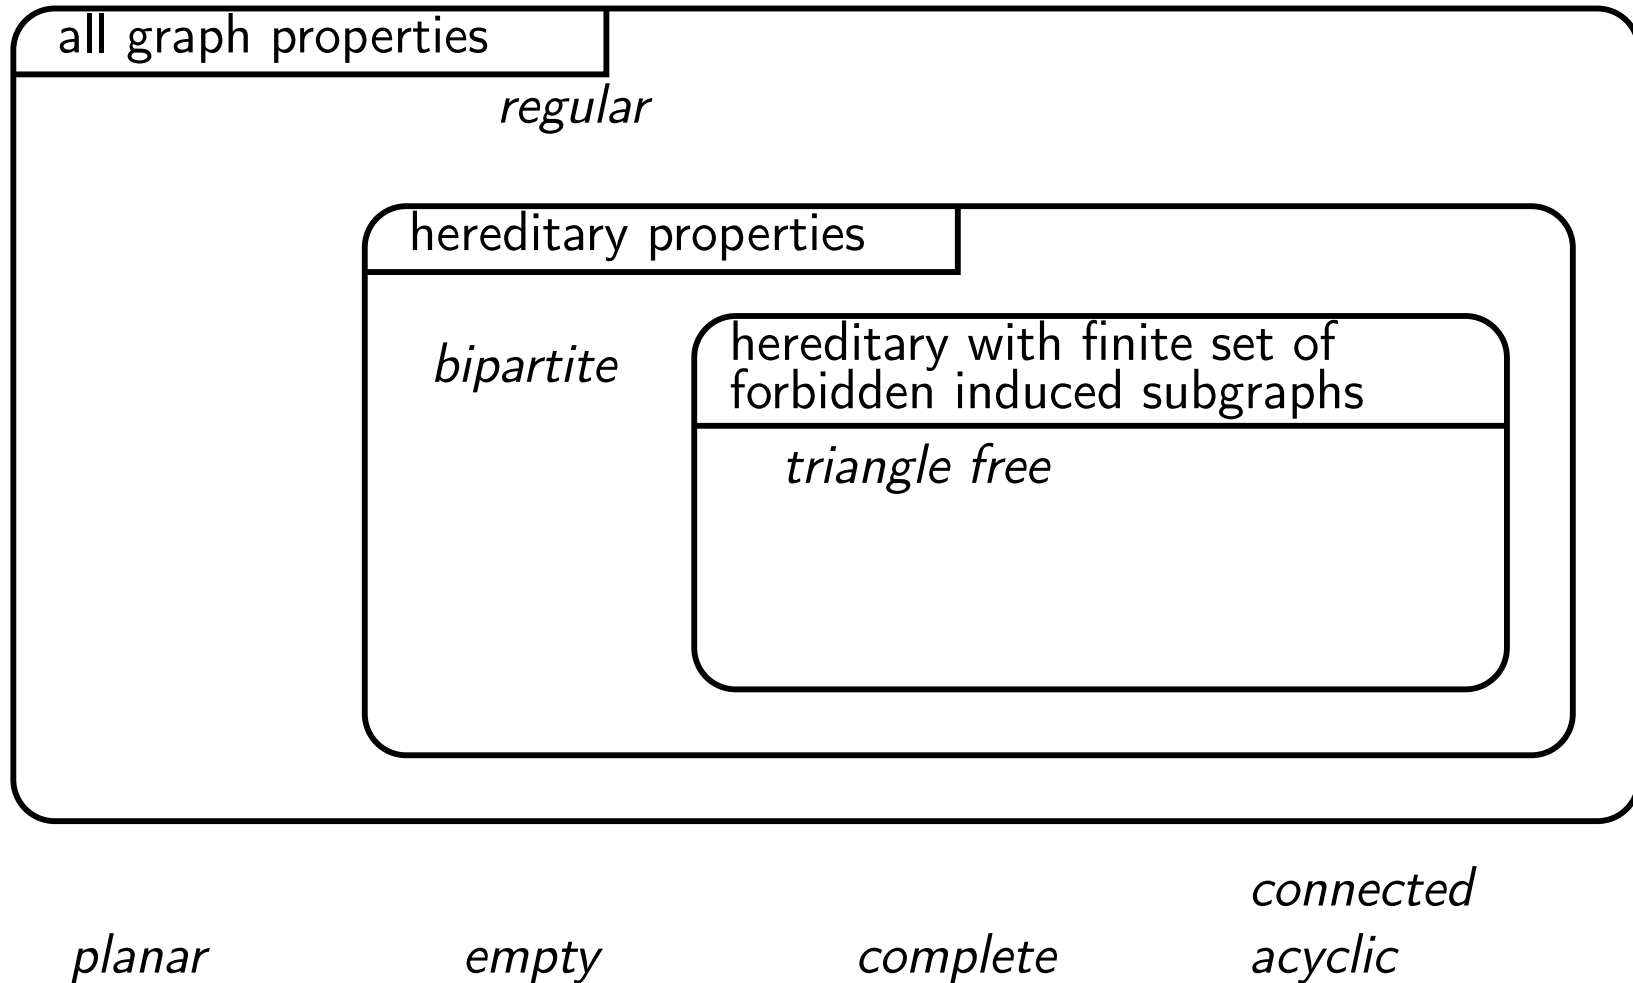 all graph properties
regular
hereditary properties
bipartite
hereditary with finite set of
forbidden induced subgraphs
triangle free
connected
planar empty complete acyclic